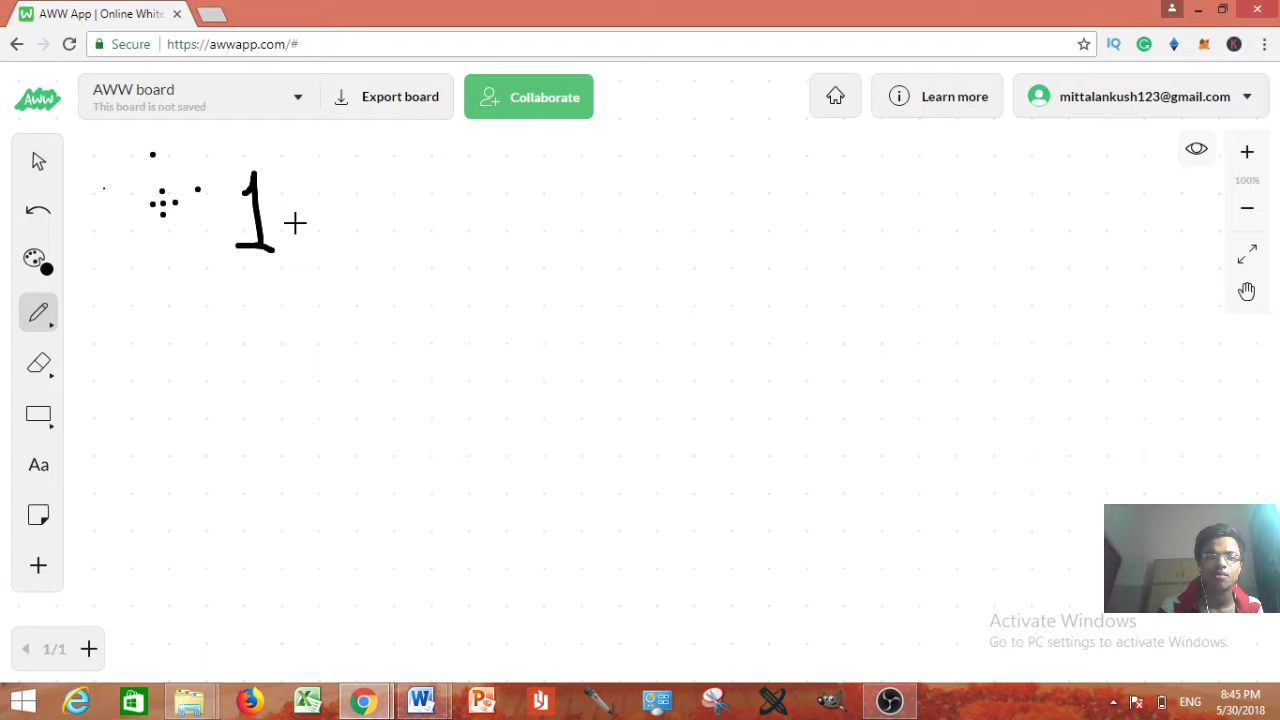 AWW App | Online White
Secure https://awwapp.com/#
AWW
AWW board
This board is not saved
Export board
Collaborate
Learn more
mittalankush123@gmail.com
1
100%
Aa
1/1
Activate Windows
Go to PC settings to activate Windows.
ENG
8:45 PM
5/30/2018